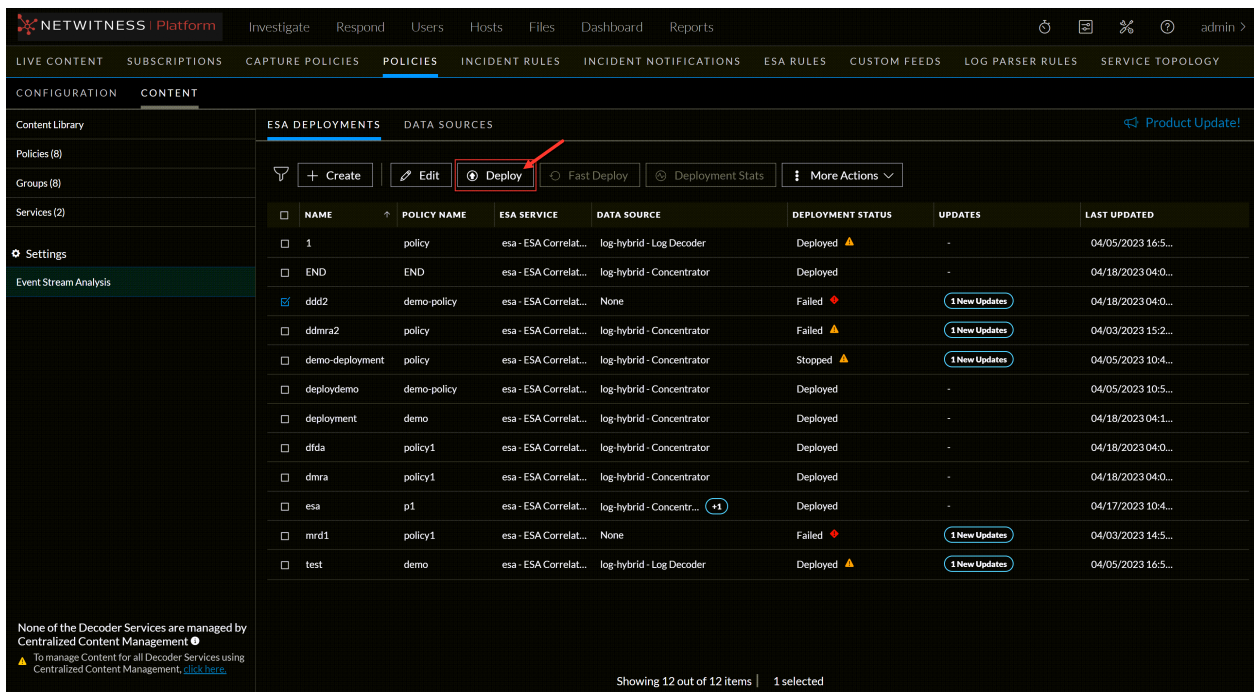 NETWITNESS | Platform Investigate Respond Users Hosts Files Dashboard Reports admin >
LIVE CONTENT SUBSCRIPTIONS CAPTURE POLICIES POLICIES INCIDENT RULES INCIDENT NOTIFICATIONS ESA RULES CUSTOM FEEDS LOG PARSER RULES SERVICE TOPOLOGY
CONFIGURATION CONTENT
Content Library
Policies (8)
Groups (8)
Services (2)
Settings
Event Stream Analysis
None of the Decoder Services are managed by
Centralized Content Management
To manage Content for all Decoder Services using
Centralized Content Management, click here.
ESA DEPLOYMENTS DATA SOURCES Product Update!
+ Create Edit Deploy Fast Deploy Deployment Stats More Actions
NAME ↑ POLICY NAME ESA SERVICE DATA SOURCE DEPLOYMENT STATUS UPDATES LAST UPDATED
1 policy esa - ESA Correlat... log-hybrid - Log Decoder Deployed - 04/05/2023 16:5...
END END esa - ESA Correlat... log-hybrid - Concentrator Deployed - 04/18/2023 04:0...
ddd2 demo-policy esa - ESA Correlat... None Failed 1 New Updates 04/18/2023 04:0...
ddmra2 policy esa - ESA Correlat... log-hybrid - Concentrator Failed 1 New Updates 04/03/2023 15:2...
demo-deployment policy esa - ESA Correlat... log-hybrid - Concentrator Stopped 1 New Updates 04/05/2023 10:4...
deploydemo demo-policy esa - ESA Correlat... log-hybrid - Concentrator Deployed - 04/05/2023 10:5...
deployment demo esa - ESA Correlat... log-hybrid - Concentrator Deployed - 04/18/2023 04:1...
dfda policy1 esa - ESA Correlat... log-hybrid - Concentrator Deployed - 04/18/2023 04:0...
dmra policy1 esa - ESA Correlat... log-hybrid - Concentrator Deployed - 04/18/2023 04:0...
esa p1 esa - ESA Correlat... log-hybrid - Concentr... +1 Deployed - 04/17/2023 10:4...
mrd1 policy1 esa - ESA Correlat... None Failed 1 New Updates 04/03/2023 14:5...
test demo esa - ESA Correlat... log-hybrid - Log Decoder Deployed 1 New Updates 04/05/2023 16:5...
Showing 12 out of 12 items | 1 selected